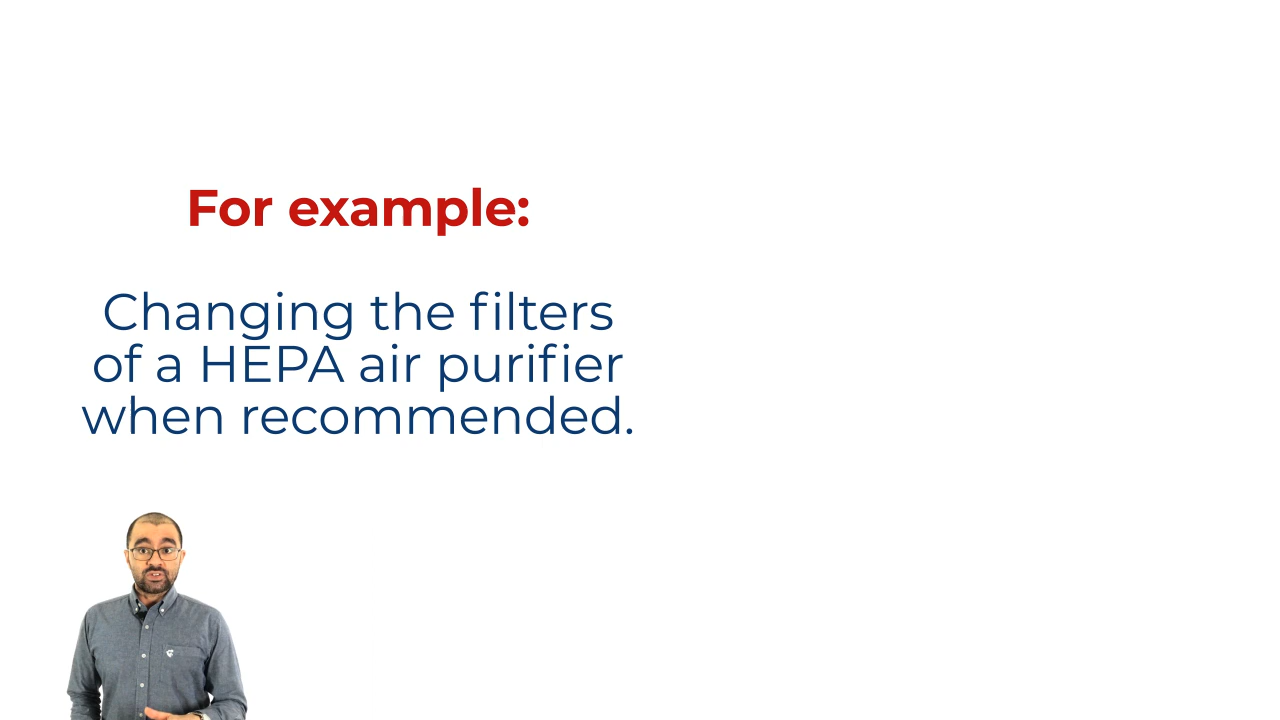 For example:
Changing the filters
of a HEPA air purifier
when recommended.